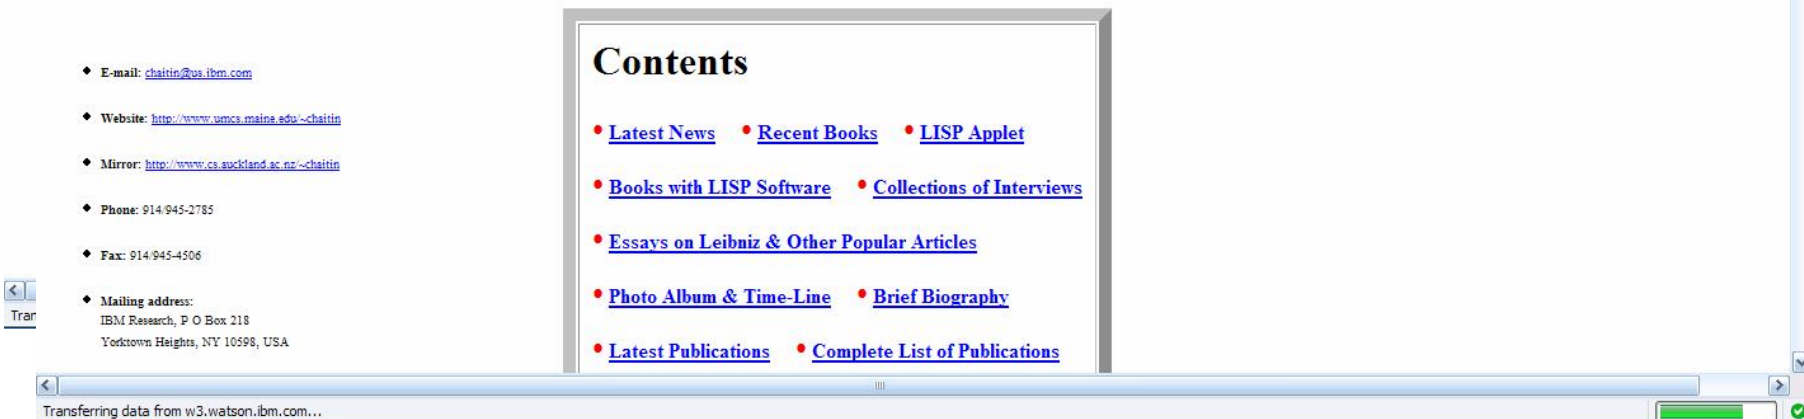 E-mail: chaitin@us.ibm.com
Website: http://www.umcs.maine.edu/~chaitin
Mirror: http://www.cs.auckland.ac.nz/~chaitin
Phone: 914/945-2785
Fax: 914/945-4506
Mailing address:
IBM Research, P O Box 218
Yorktown Heights, NY 10598, USA
Contents
Latest News Recent Books LISP Applet
Books with LISP Software Collections of Interviews
Essays on Leibniz & Other Popular Articles
Photo Album & Time-Line Brief Biography
Latest Publications Complete List of Publications
Tran
Transferring data from w3.watson.ibm.com...